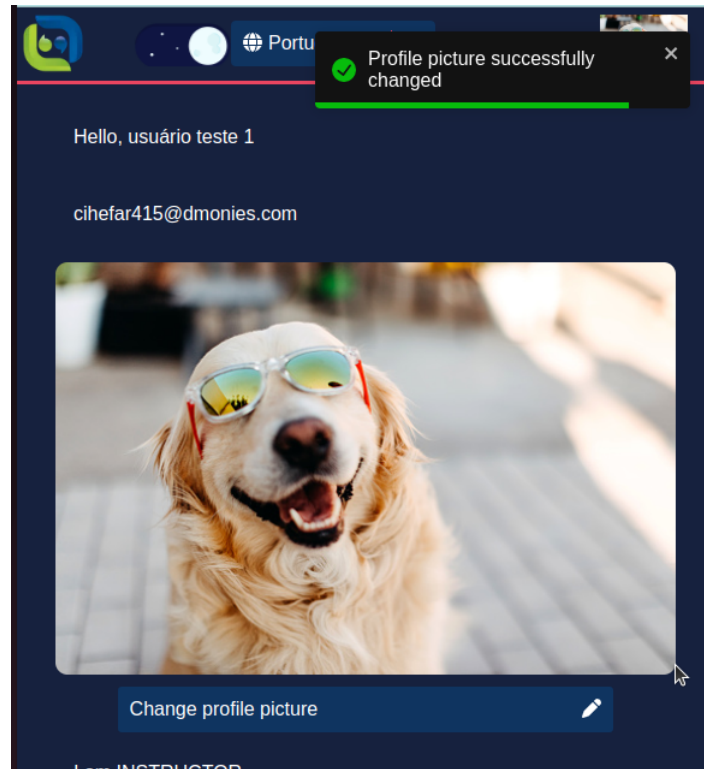 Portu
Profile picture successfully
changed
Hello, usuário teste 1
cihefar415@dmonies.com
Change profile picture
I am INSTRUCTOR